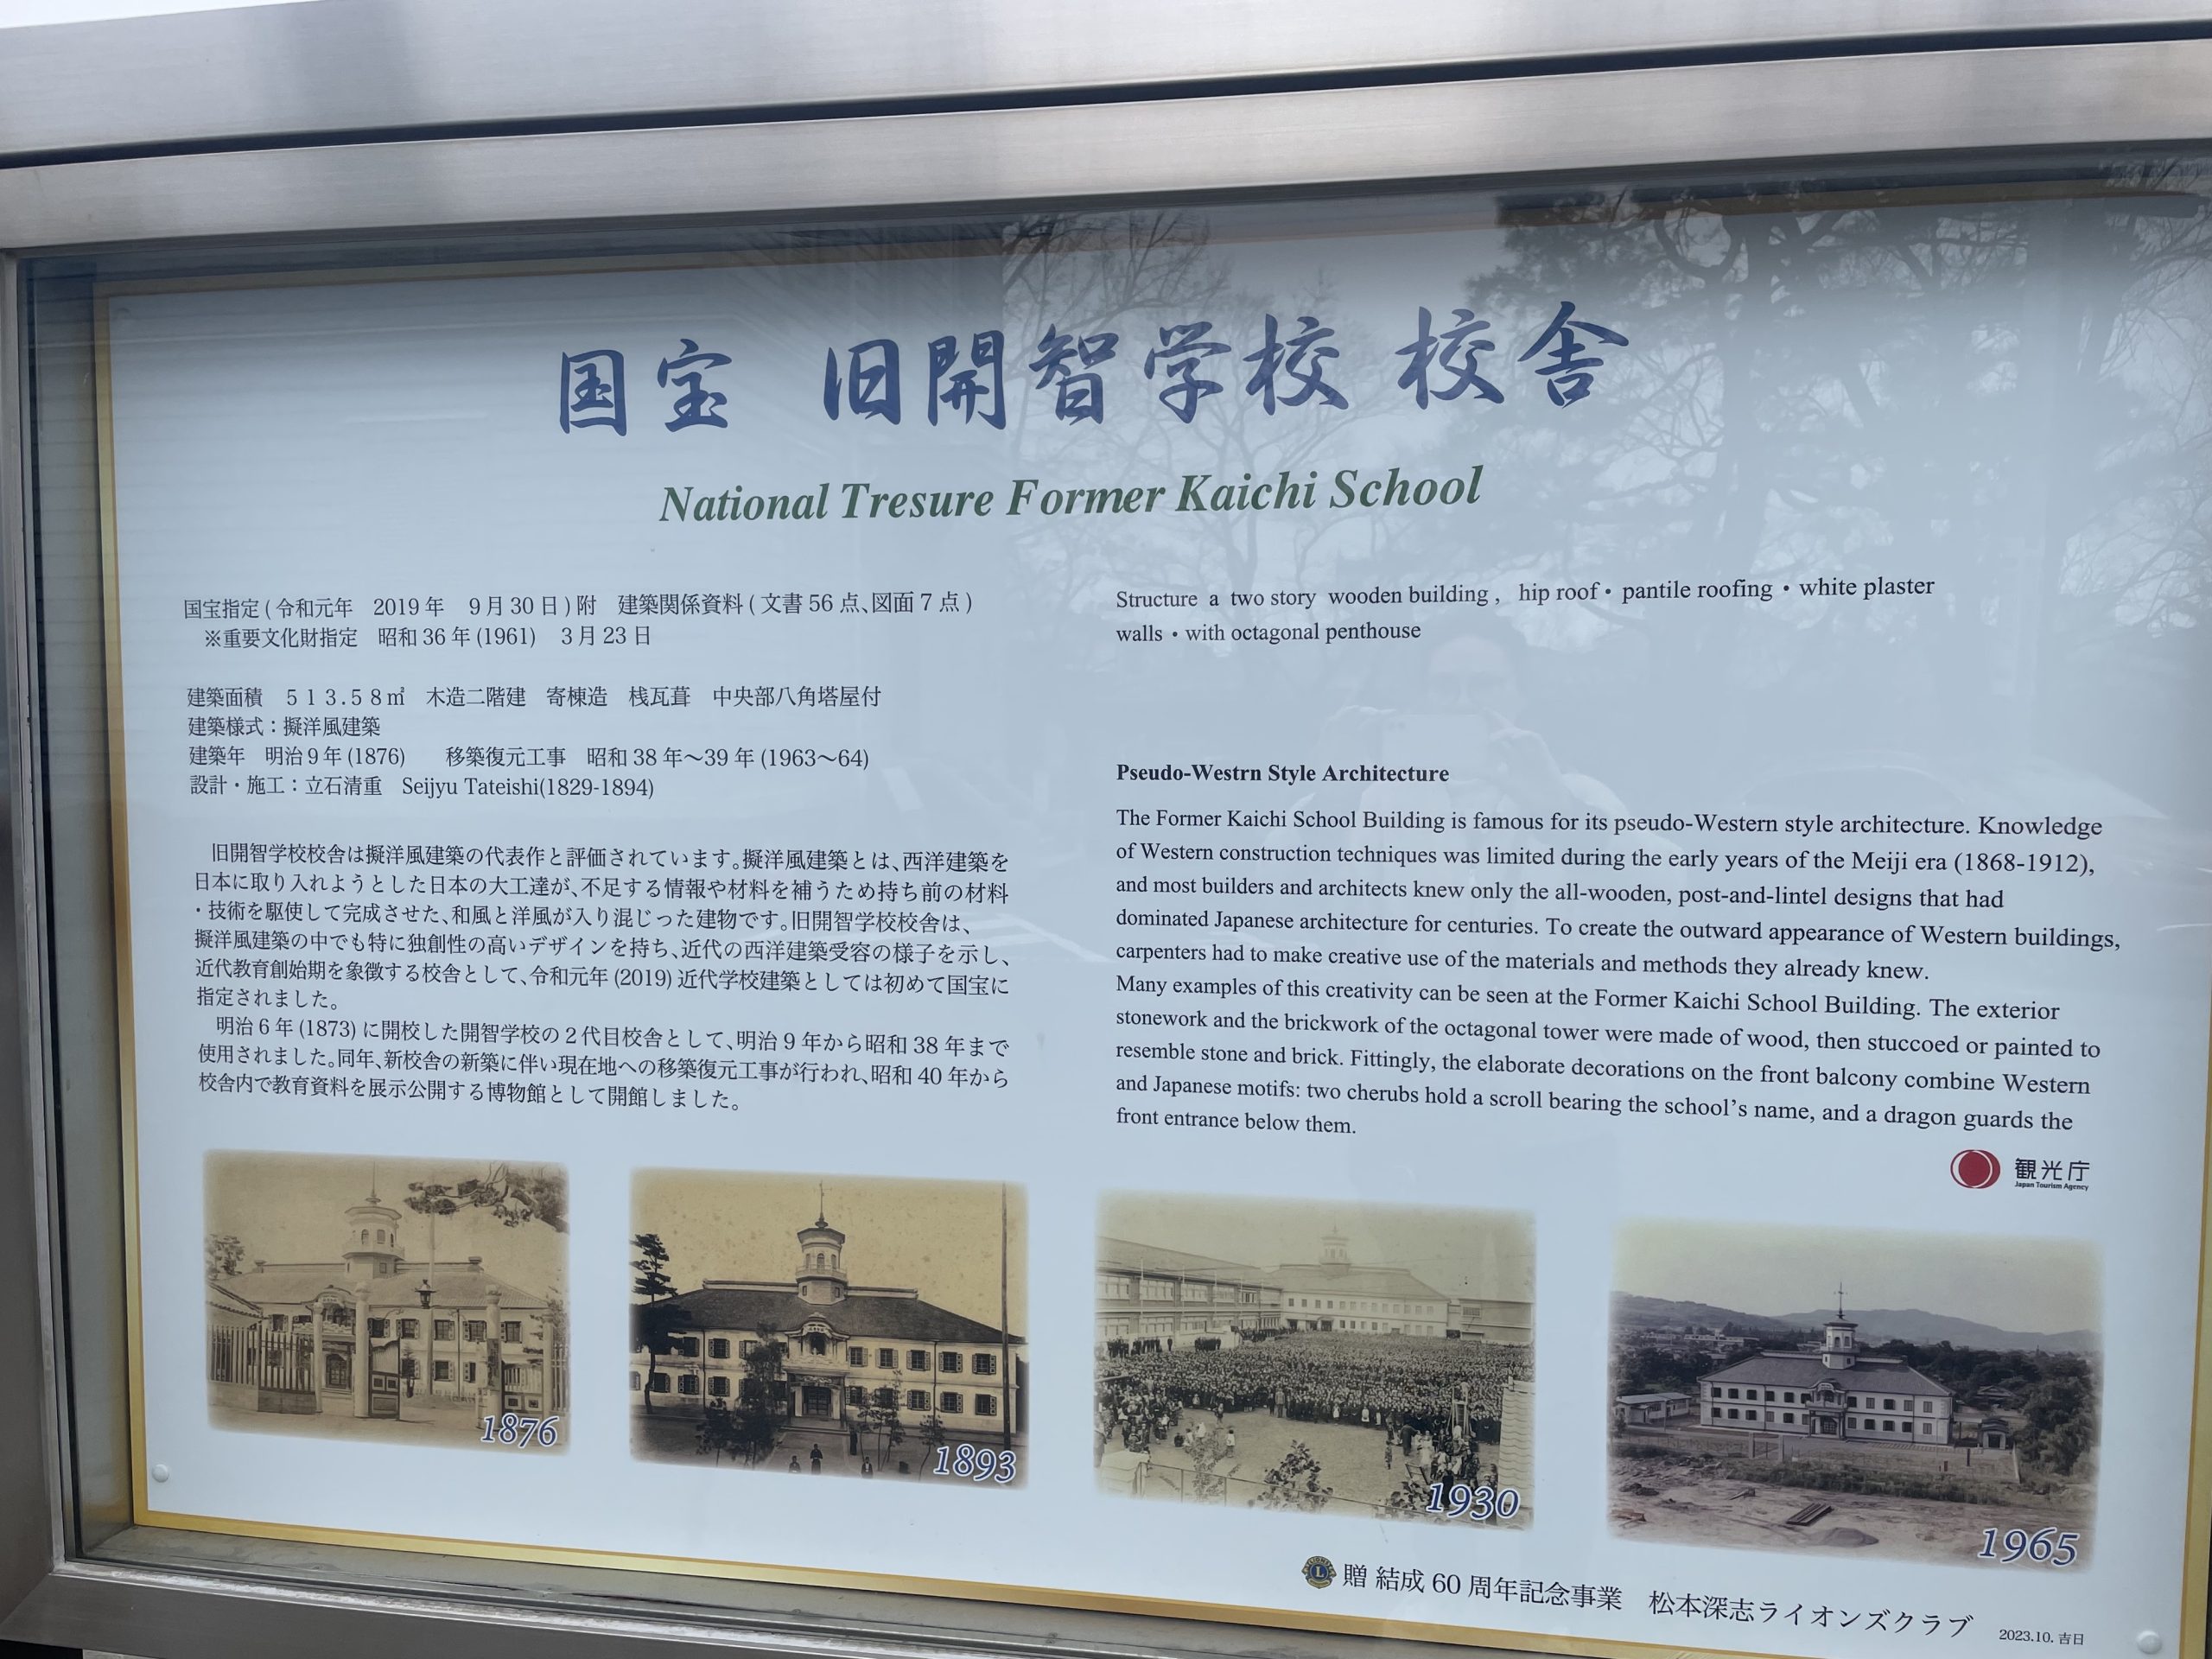 国宝 旧開智学校 校舎
National Tresure Former Kaichi School
国宝指定(令和元年 2019年 9月30日)附 建築関係資料(文書56点、図面7点)
※重要文化財指定 昭和36年(1961) 3月23日
建築面積 513.58㎡ 木造二階建 寄棟造 桟瓦葺 中央部八角塔屋付
建築様式：擬洋風建築
建築年 明治9年(1876) 移築復元工事 昭和38年～39年(1963～64)
設計・施工：立石清重 Seijyu Tateishi(1829-1894)
旧開智学校校舎は擬洋風建築の代表作と評価されています。擬洋風建築とは、西洋建築を
日本に取り入れようとした日本の大工達が、不足する情報や材料を補うため持ち前の材料
・技術を駆使して完成させた、和風と洋風が入り混じった建物です。旧開智学校校舎は、
擬洋風建築の中でも特に独創性の高いデザインを持ち、近代の西洋建築受容の様子を示し、
近代教育創始期を象徴する校舎として、令和元年(2019)近代学校建築としては初めて国宝に
指定されました。
明治6年(1873)に開校した開智学校の2代目校舎として、明治9年から昭和38年まで
使用されました。同年、新校舎の新築に伴い現在地への移築復元工事が行われ、昭和40年から
校舎内で教育資料を展示公開する博物館として開館しました。
Structure a two story wooden building , hip roof・pantile roofing・white plaster
walls・with octagonal penthouse
Pseudo-Westrn Style Architecture
The Former Kaichi School Building is famous for its pseudo-Western style architecture. Knowledge
of Western construction techniques was limited during the early years of the Meiji era (1868-1912),
and most builders and architects knew only the all-wooden, post-and-lintel designs that had
dominated Japanese architecture for centuries. To create the outward appearance of Western buildings,
carpenters had to make creative use of the materials and methods they already knew.
Many examples of this creativity can be seen at the Former Kaichi School Building. The exterior
stonework and the brickwork of the octagonal tower were made of wood, then stuccoed or painted to
resemble stone and brick. Fittingly, the elaborate decorations on the front balcony combine Western
and Japanese motifs: two cherubs hold a scroll bearing the school's name, and a dragon guards the
front entrance below them.
観光庁
Japan Tourism Agency
1876
1893
1930
1965
贈 結成60周年記念事業 松本深志ライオンズクラブ
2023.10.吉日